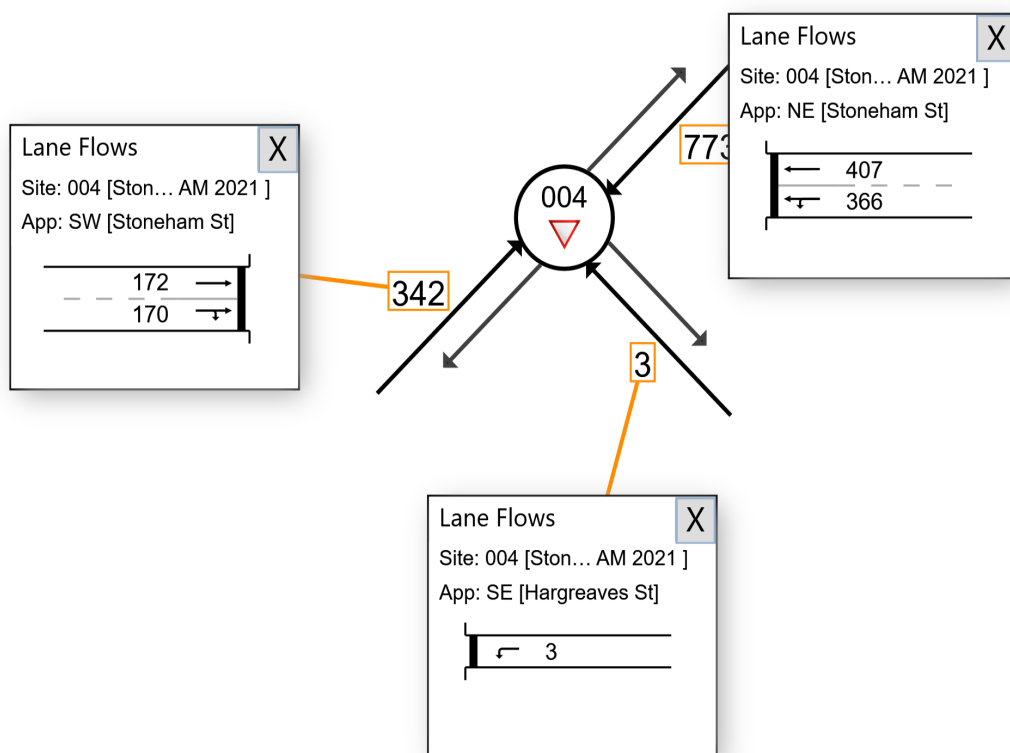 Lane Flows X
Site: 004 [Ston... AM 2021 ]
App: SW [Stoneham St]
172
170
342
004
773
Lane Flows X
Site: 004 [Ston... AM 2021 ]
App: NE [Stoneham St]
407
366
3
Lane Flows X
Site: 004 [Ston... AM 2021 ]
App: SE [Hargreaves St]
3